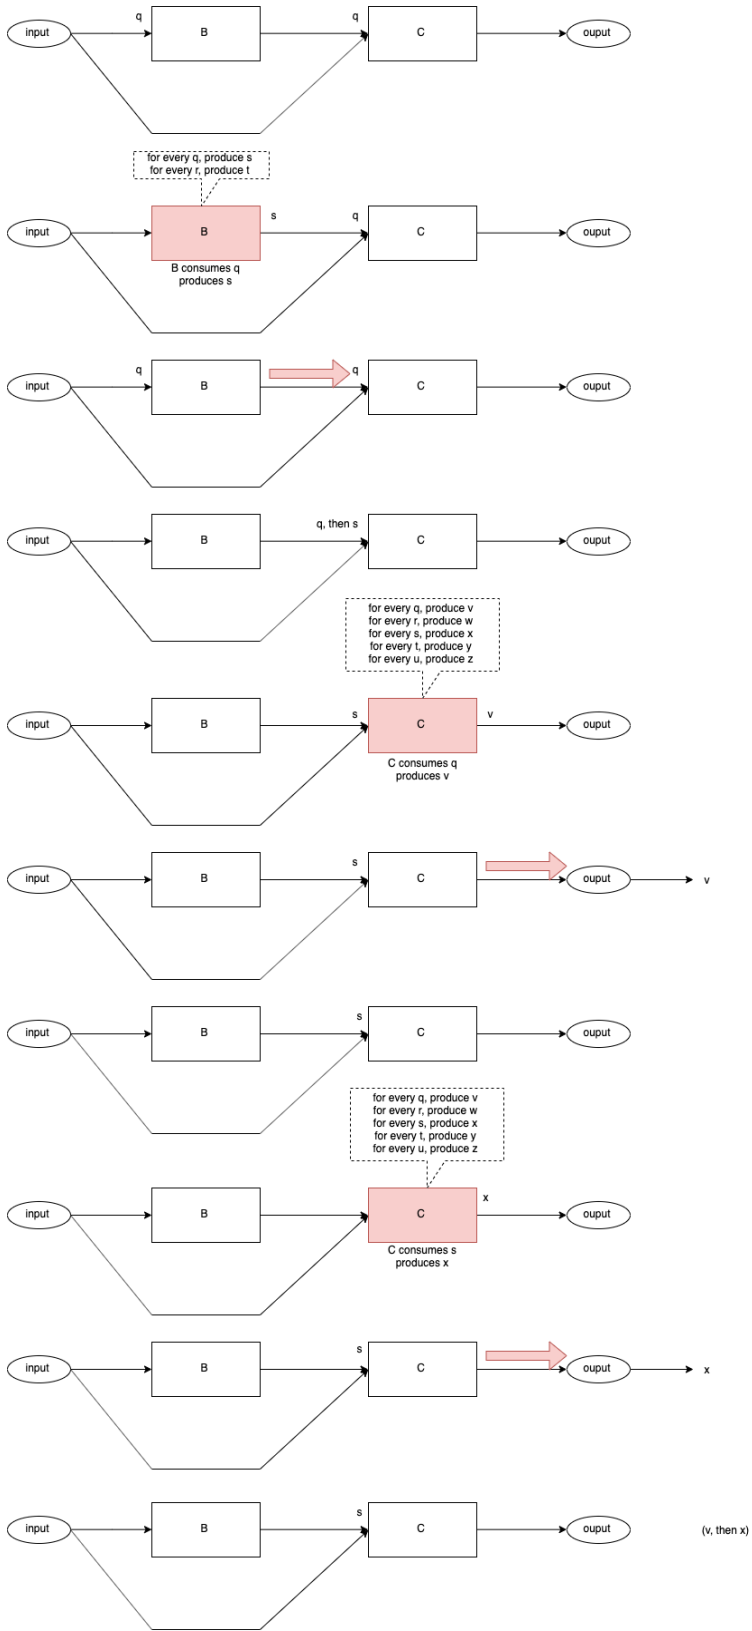 q
q
input
B
C
ouput
for every q, produce s
for every r, produce t
s
q
input
B
C
ouput
B consumes q
produces s
q
q
input
B
C
ouput
q, then s
input
B
C
ouput
for every q, produce v
for every r, produce w
for every s, produce x
for every t, produce y
for every u, produce z
s
v
input
B
C
ouput
C consumes q
produces v
s
input
B
C
ouput
v
s
input
B
C
ouput
for every q, produce v
for every r, produce w
for every s, produce x
for every t, produce y
for every u, produce z
x
input
B
C
ouput
C consumes s
produces x
s
input
B
C
ouput
x
s
input
B
C
ouput
(v, then x)